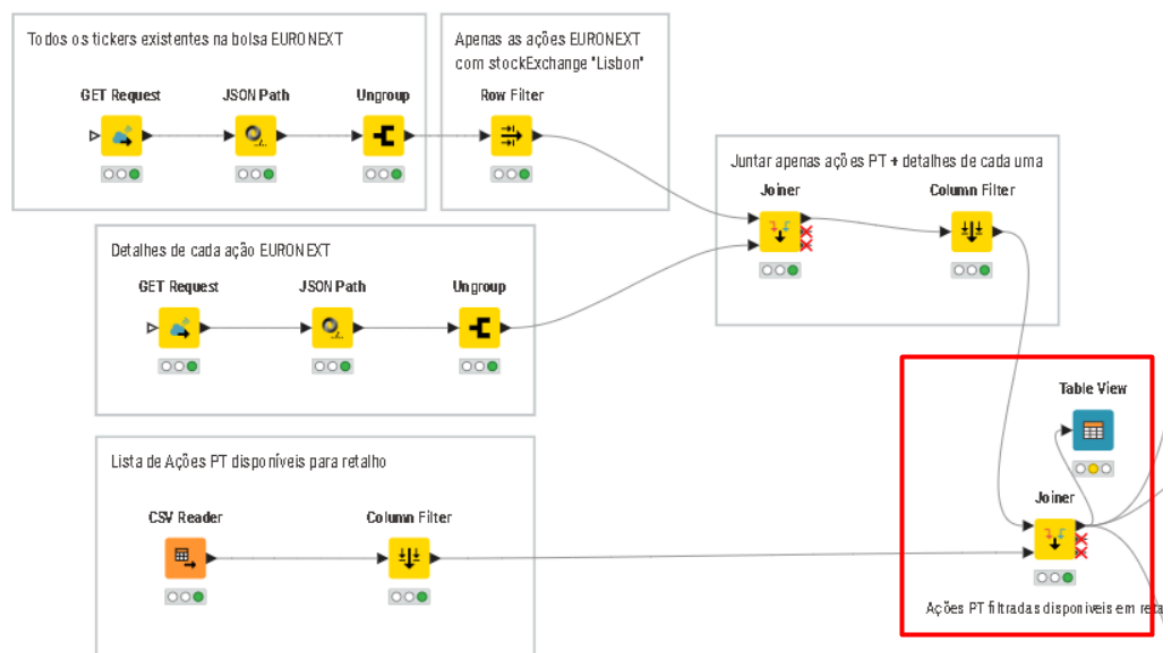 Todos os tickers existentes na bolsa EURONEXT
GET Request
JSON Path
Ungroup
Apenas as ações EURONEXT
com stockExchange "Lisbon"
Row Filter
Juntar apenas ações PT + detalhes de cada uma
Joiner
Column Filter
Detalhes de cada ação EURONEXT
GET Request
JSON Path
Ungroup
Table View
Lista de Ações PT disponíveis para retalho
CSV Reader
Column Filter
Joiner
Ações PT filtradas disponiveis em reta